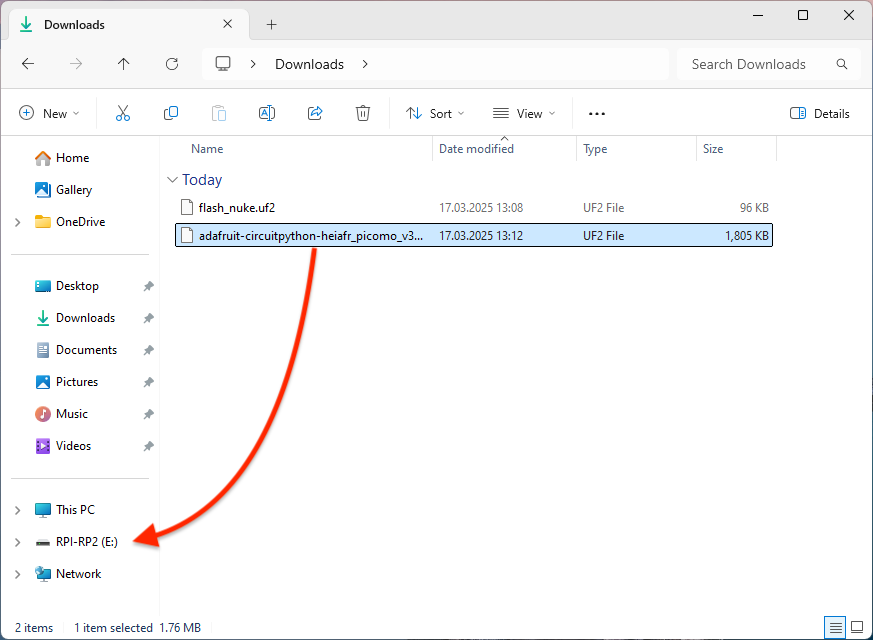 Downloads
Downloads
Search Downloads
New
Sort
View
Details
Home
Gallery
OneDrive
Desktop
Downloads
Documents
Pictures
Music
Videos
This PC
RPI-RP2 (E:)
Network
Name Date modified Type Size
Today
flash_nuke.uf2 17.03.2025 13:08 UF2 File 96 KB
adafruit-circuitpython-heiafr_picomo_v3... 17.03.2025 13:12 UF2 File 1,805 KB
2 items 1 item selected 1.76 MB